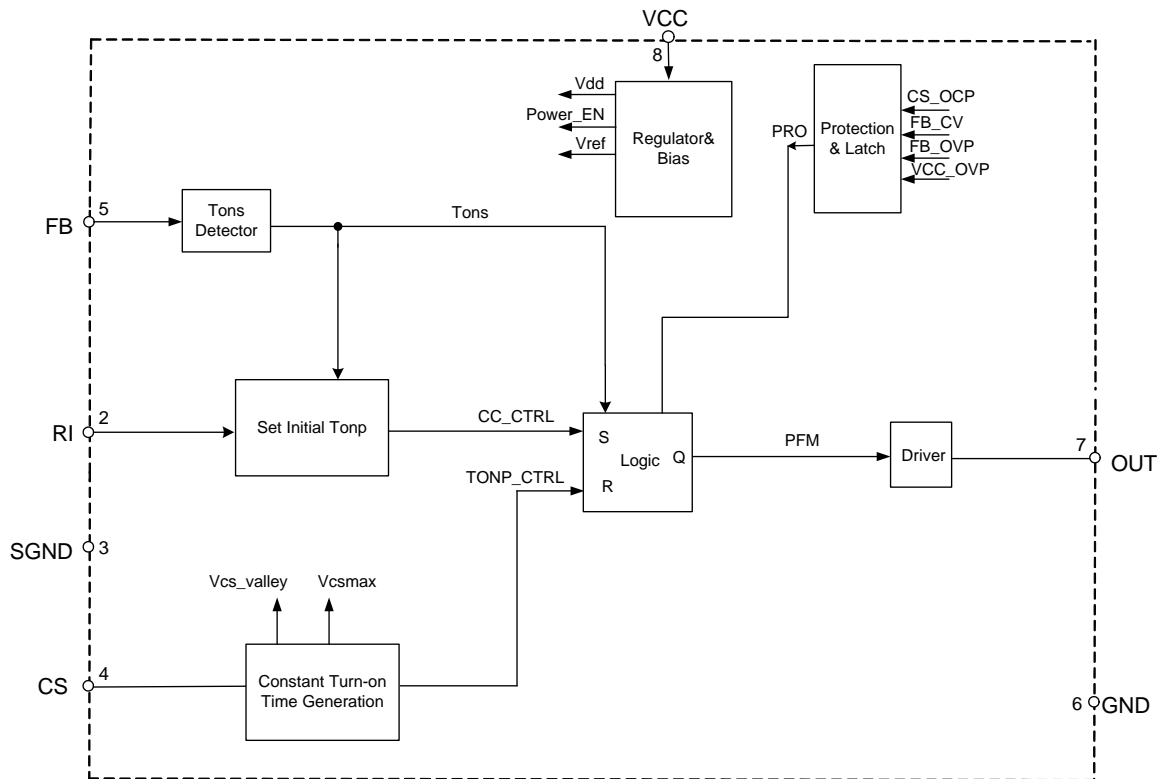 VCC
8
Vdd
Power_EN
Vref
Regulator&
Bias
PRO
Protection
& Latch
CS_OCP
FB_CV
FB_OVP
VCC_OVP
FB
5
Tons
Detector
Tons
RI
2
Set Initial Tonp
CC_CTRL
TONP_CTRL
S
Logic
Q
R
PFM
Driver
7
OUT
SGND
3
Vcs_valley
Vcsmax
CS
4
Constant Turn-on
Time Generation
6
GND